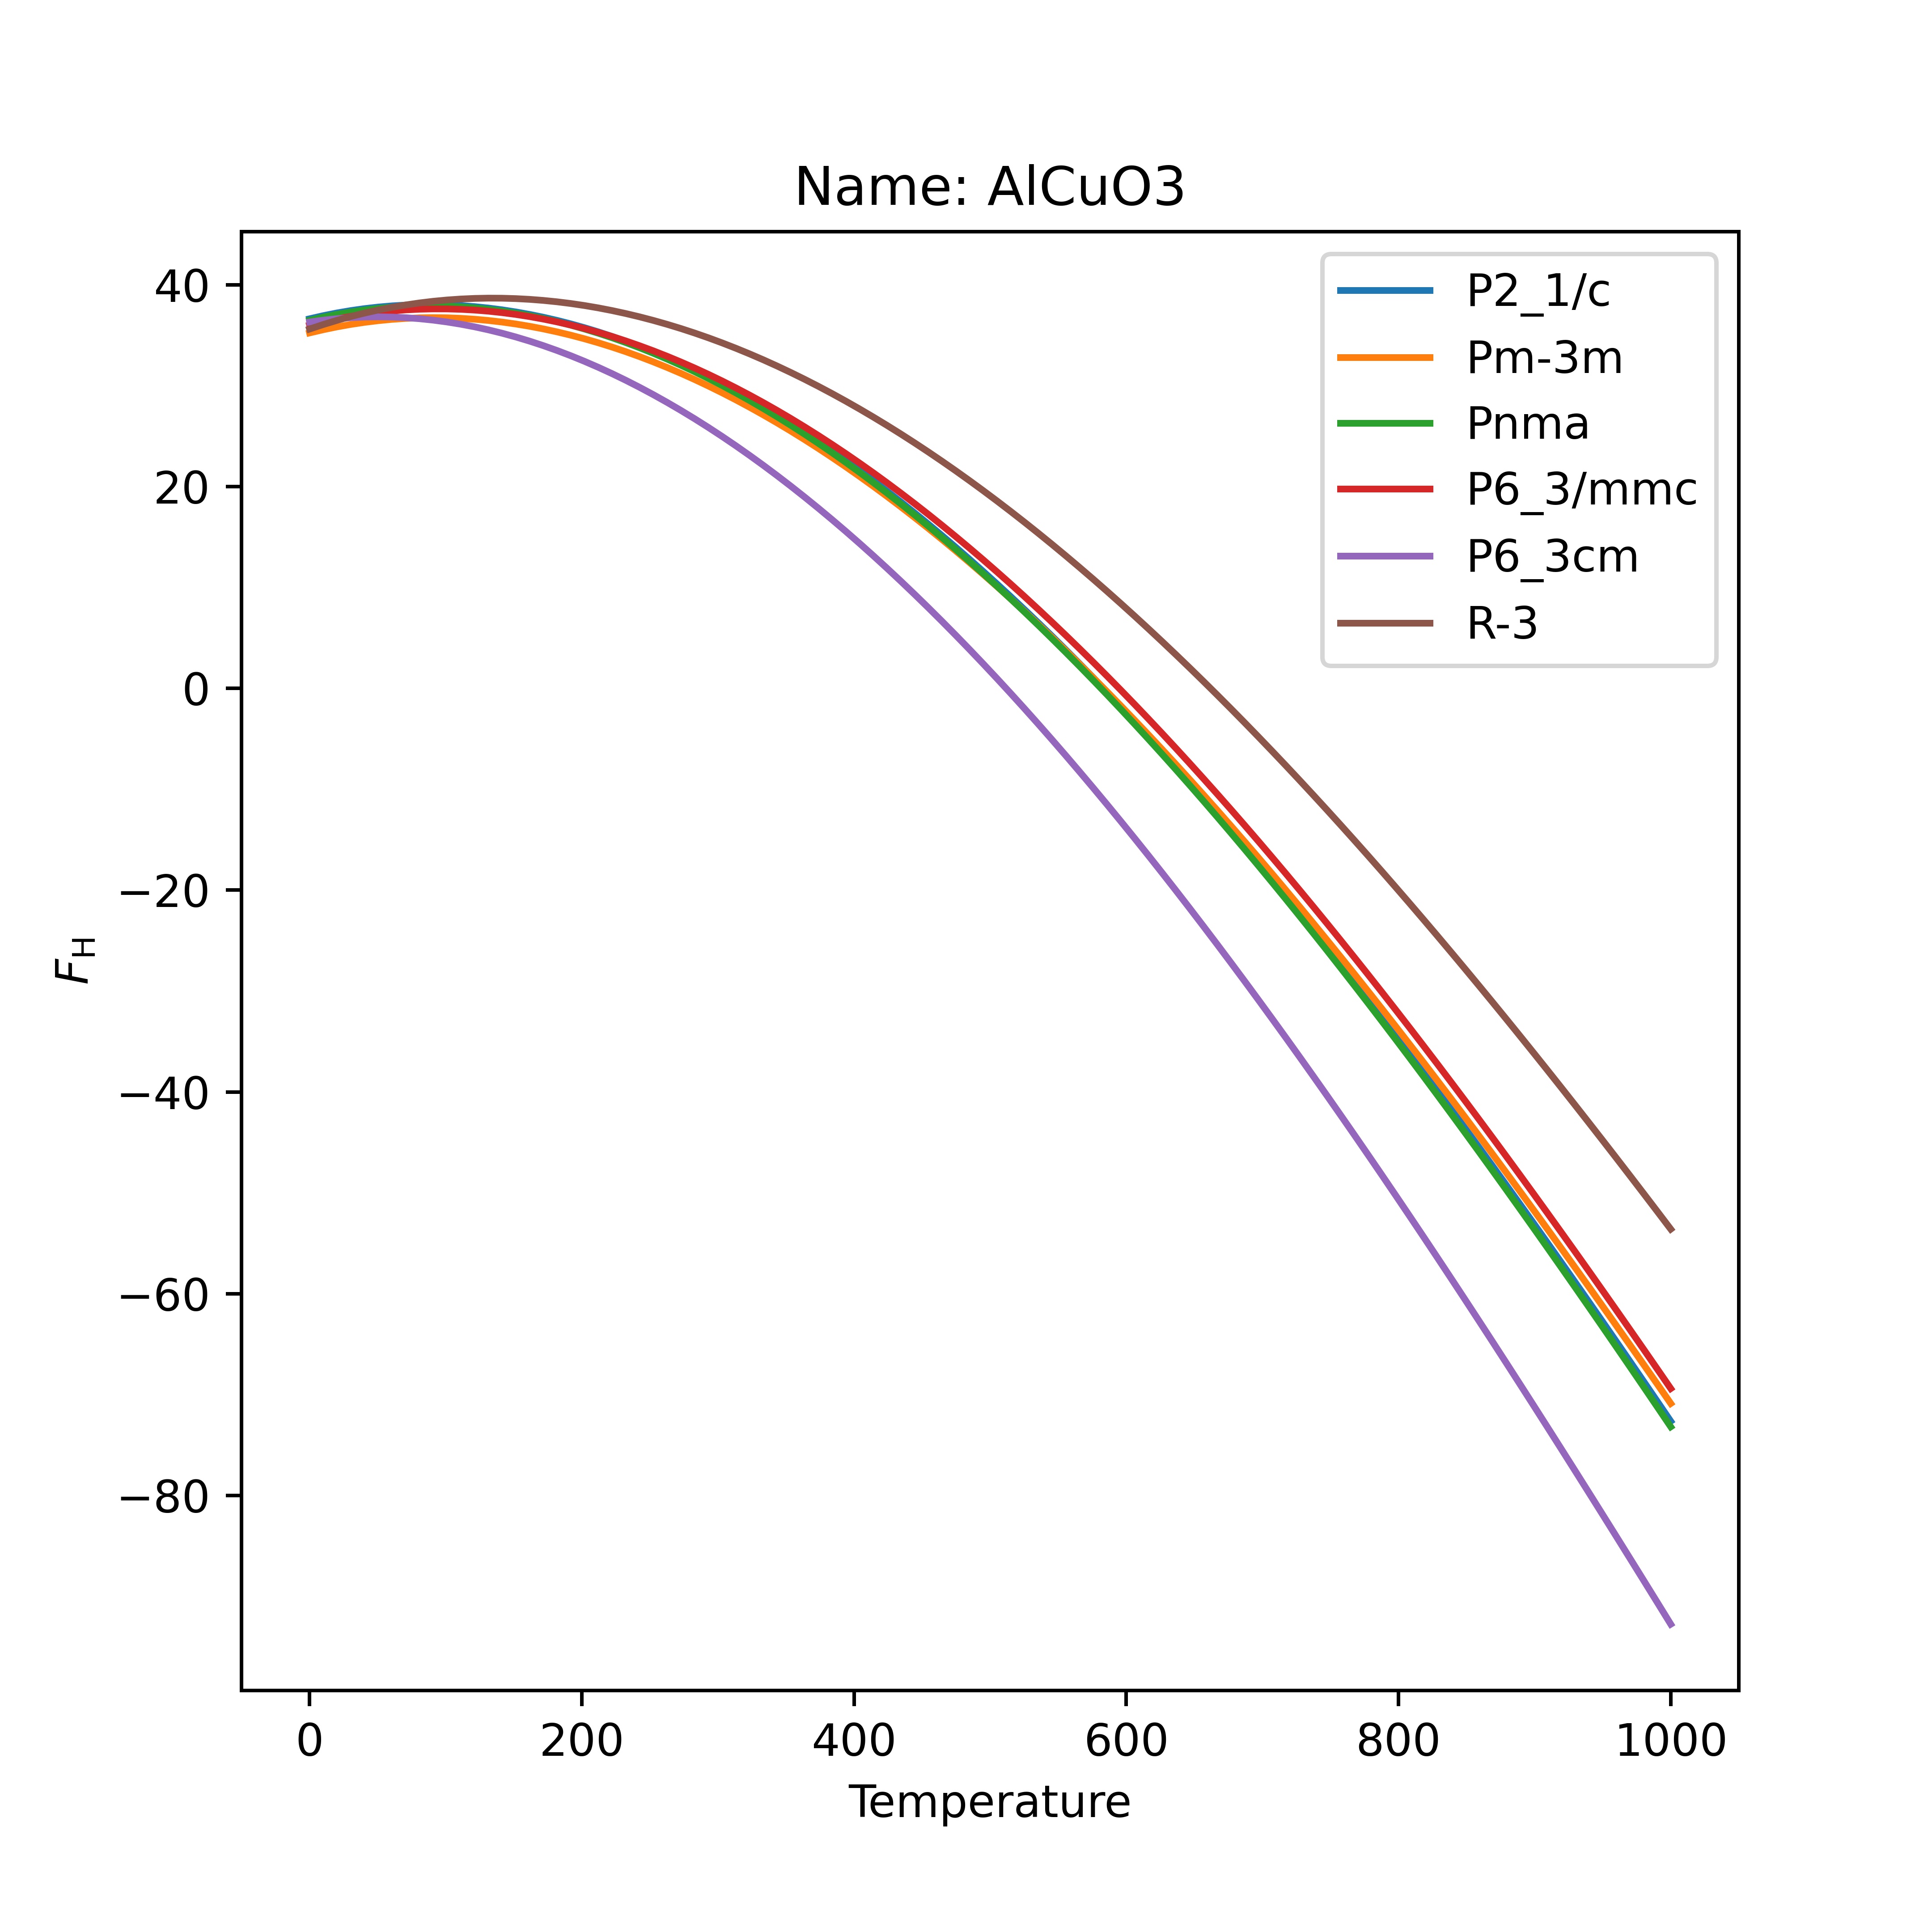 Name: AlCuO3
40
20
0
−20
−40
−60
−80
F_H
P2_1/c
Pm-3m
Pnma
P6_3/mmc
P6_3cm
R-3
0 200 400 600 800 1000
Temperature